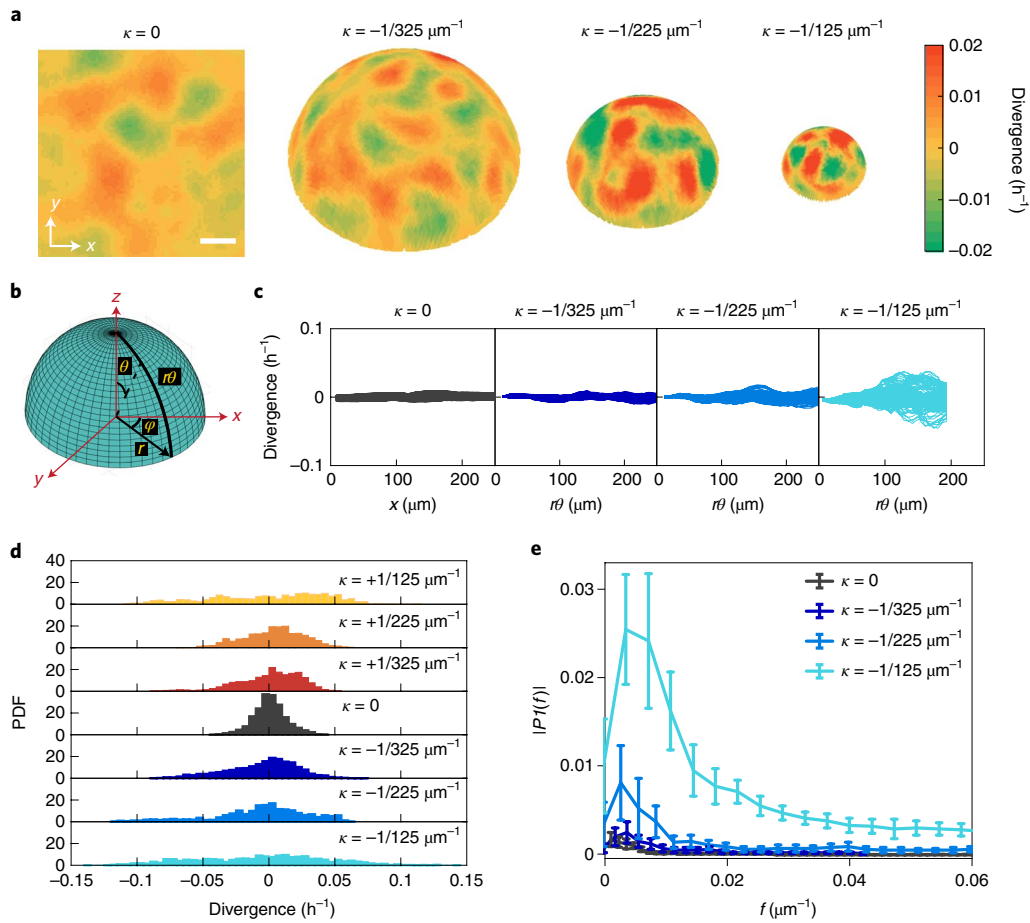 a
κ = 0
κ = −1/325 μm⁻¹
κ = −1/225 μm⁻¹
κ = −1/125 μm⁻¹
y
x
0.02
0.01
0
−0.01
−0.02
Divergence (h⁻¹)
b
z
θ
rθ
x
φ
r
y
c
κ = 0
κ = −1/325 μm⁻¹
κ = −1/225 μm⁻¹
κ = −1/125 μm⁻¹
Divergence (h⁻¹)
0.1
0
−0.1
0 100 200 0 100 200 0 100 200 0 100 200
x (μm)
rθ (μm)
rθ (μm)
rθ (μm)
d
PDF
40
20
0
κ = +1/125 μm⁻¹
20
0
κ = +1/225 μm⁻¹
20
0
κ = +1/325 μm⁻¹
20
0
κ = 0
20
0
κ = −1/325 μm⁻¹
20
0
κ = −1/225 μm⁻¹
20
0
κ = −1/125 μm⁻¹
−0.15 −0.10 −0.05 0 0.05 0.10 0.15
Divergence (h⁻¹)
e
|P1(f)|
0.03
0.02
0.01
0
κ = 0
κ = −1/325 μm⁻¹
κ = −1/225 μm⁻¹
κ = −1/125 μm⁻¹
0 0.02 0.04 0.06
f (μm⁻¹)